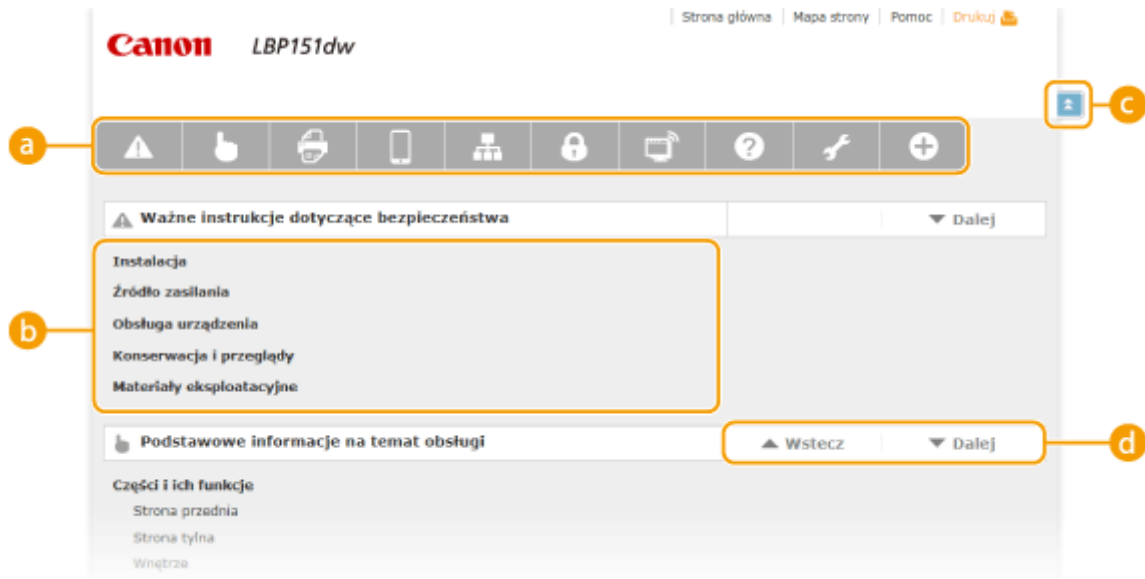 Strona główna | Mapa strony | Pomoc | Drukuj
Canon LBP151dw
c
a
Ważne instrukcje dotyczące bezpieczeństwa Dalej
Instalacja
Źródło zasilania
b
Obsługa urządzenia
Konserwacja i przeglądy
Materiały eksploatacyjne
Podstawowe informacje na temat obsługi Wstecz Dalej
d
Części i ich funkcje
Strona przednia
Strona tylna
Wnętrze